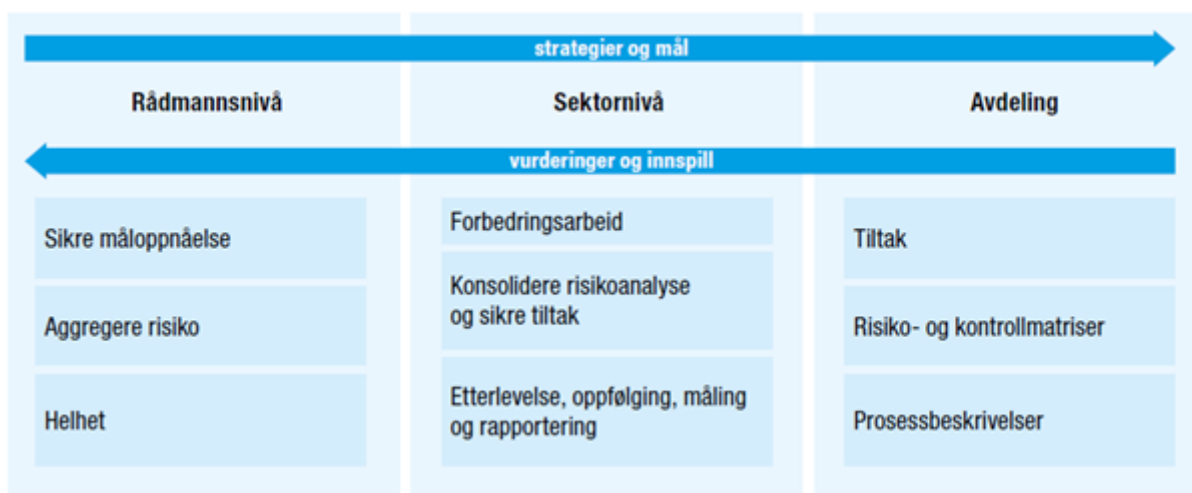 strategier og mål
Rådmannsnivå
Sektornivå
Avdeling
vurderinger og innspill
Sikre måloppnåelse
Aggregere risiko
Helhet
Forbedringsarbeid
Konsolidere risikoanalyse
og sikre tiltak
Etterlevelse, oppfølging, måling
og rapportering
Tiltak
Risiko- og kontrollmatriser
Prosessbeskrivelser